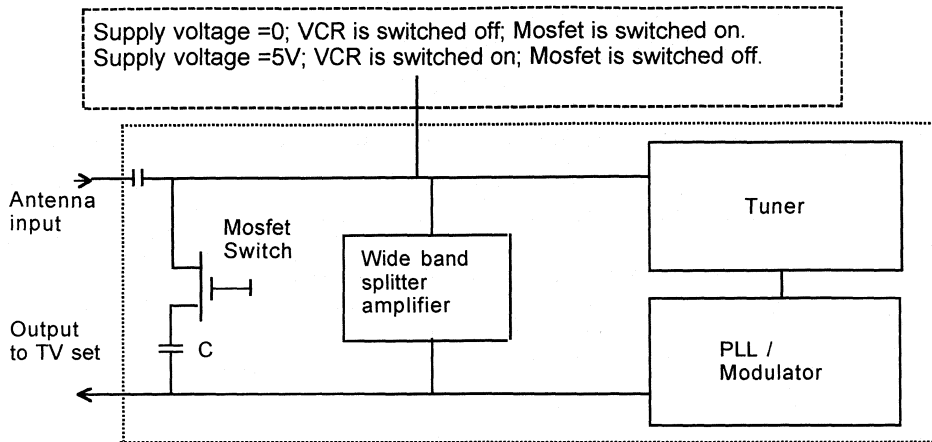 Supply voltage =0; VCR is switched off; Mosfet is switched on.
Supply voltage =5V; VCR is switched on; Mosfet is switched off.
Antenna
input
Mosfet
Switch
Wide band
splitter
amplifier
Tuner
Output
to TV set
C
PLL /
Modulator